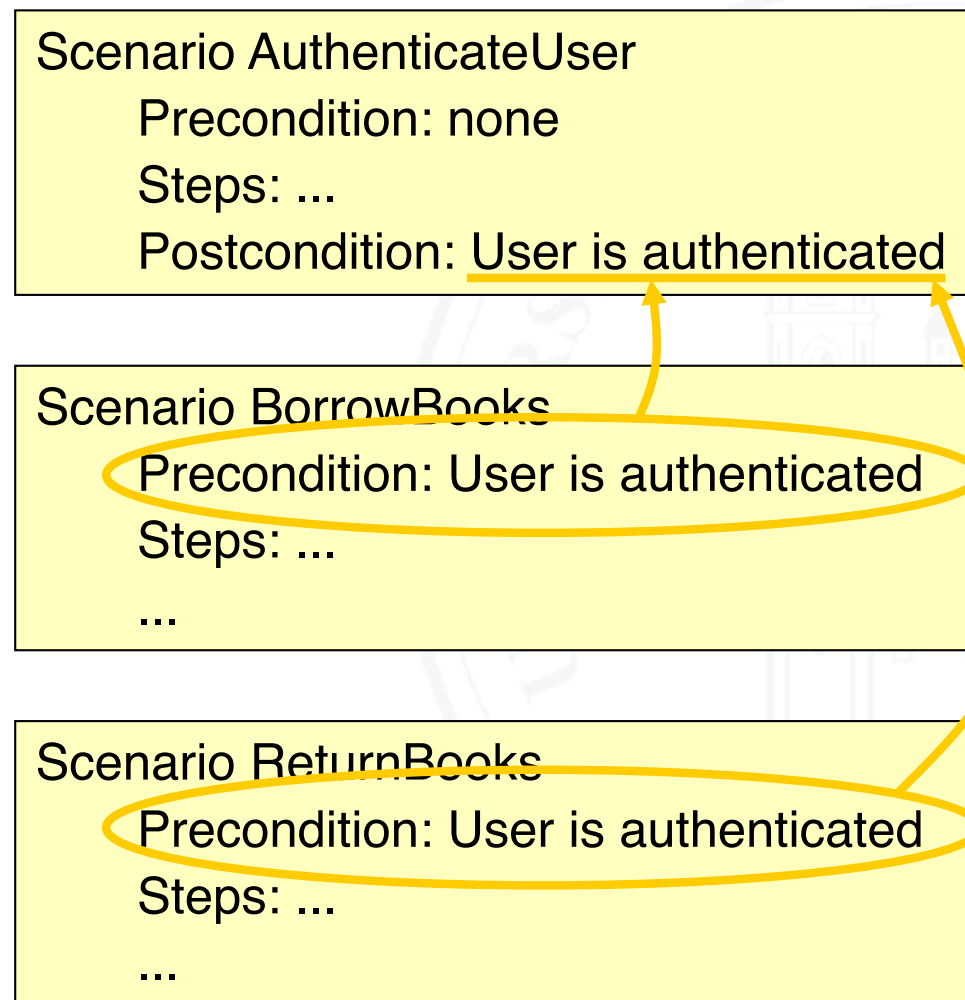 Scenario AuthenticateUser
Precondition: none
Steps: ...
Postcondition: User is authenticated
Scenario BorrowBooks
Precondition: User is authenticated
Steps: ...
...
Scenario ReturnBooks
Precondition: User is authenticated
Steps: ...
...